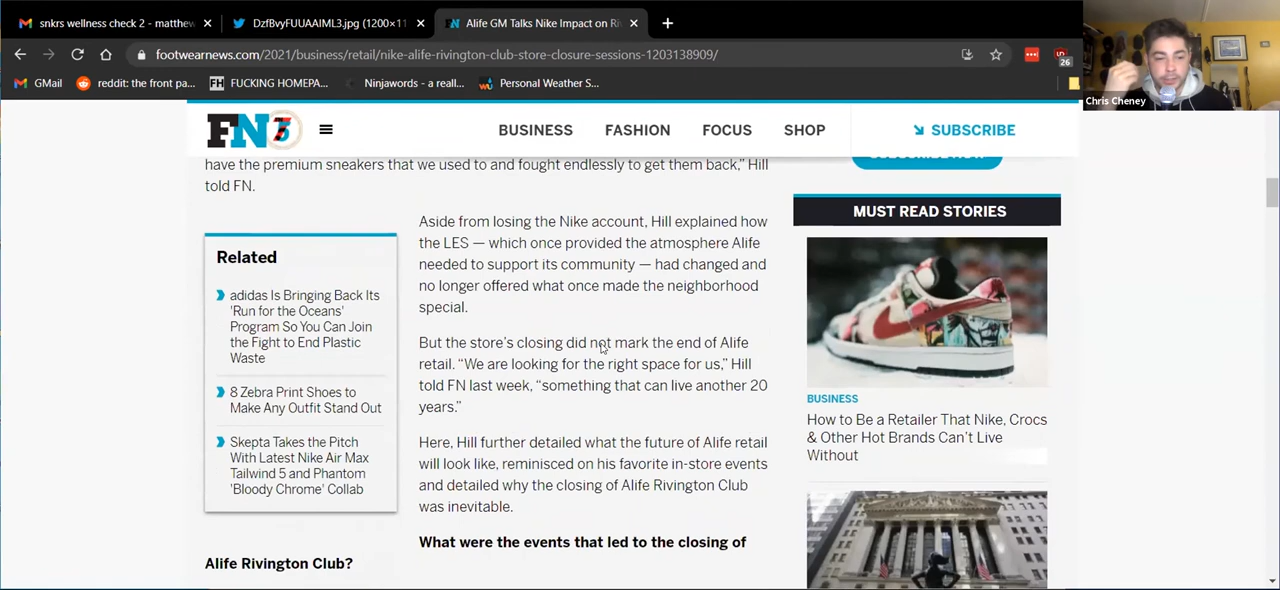 snkrs wellness check 2 - matthew
DzfBvyFUUAAIML3.jpg (1200×11
FN Alife GM Talks Nike Impact on Ri
footwearnews.com/2021/business/retail/nike-alife-rivington-club-store-closure-sessions-1203138909/
26
GMail
reddit: the front pa...
FH FUCKING HOMEPA...
Ninjawords - a reall...
wu Personal Weather S...
Chris Cheney
FN
BUSINESS FASHION FOCUS SHOP SUBSCRIBE
have the premium sneakers that we used to and fought endlessly to get them back,” Hill
told FN.
Related
adidas Is Bringing Back Its
'Run for the Oceans'
Program So You Can Join
the Fight to End Plastic
Waste
8 Zebra Print Shoes to
Make Any Outfit Stand Out
Skepta Takes the Pitch
With Latest Nike Air Max
Tailwind 5 and Phantom
'Bloody Chrome' Collab
Aside from losing the Nike account, Hill explained how
the LES — which once provided the atmosphere Alife
needed to support its community — had changed and
no longer offered what once made the neighborhood
special.
But the store’s closing did not mark the end of Alife
retail. “We are looking for the right space for us,” Hill
told FN last week, “something that can live another 20
years.”
Here, Hill further detailed what the future of Alife retail
will look like, reminisced on his favorite in-store events
and detailed why the closing of Alife Rivington Club
was inevitable.
What were the events that led to the closing of
Alife Rivington Club?
MUST READ STORIES
BUSINESS
How to Be a Retailer That Nike, Crocs
& Other Hot Brands Can’t Live
Without